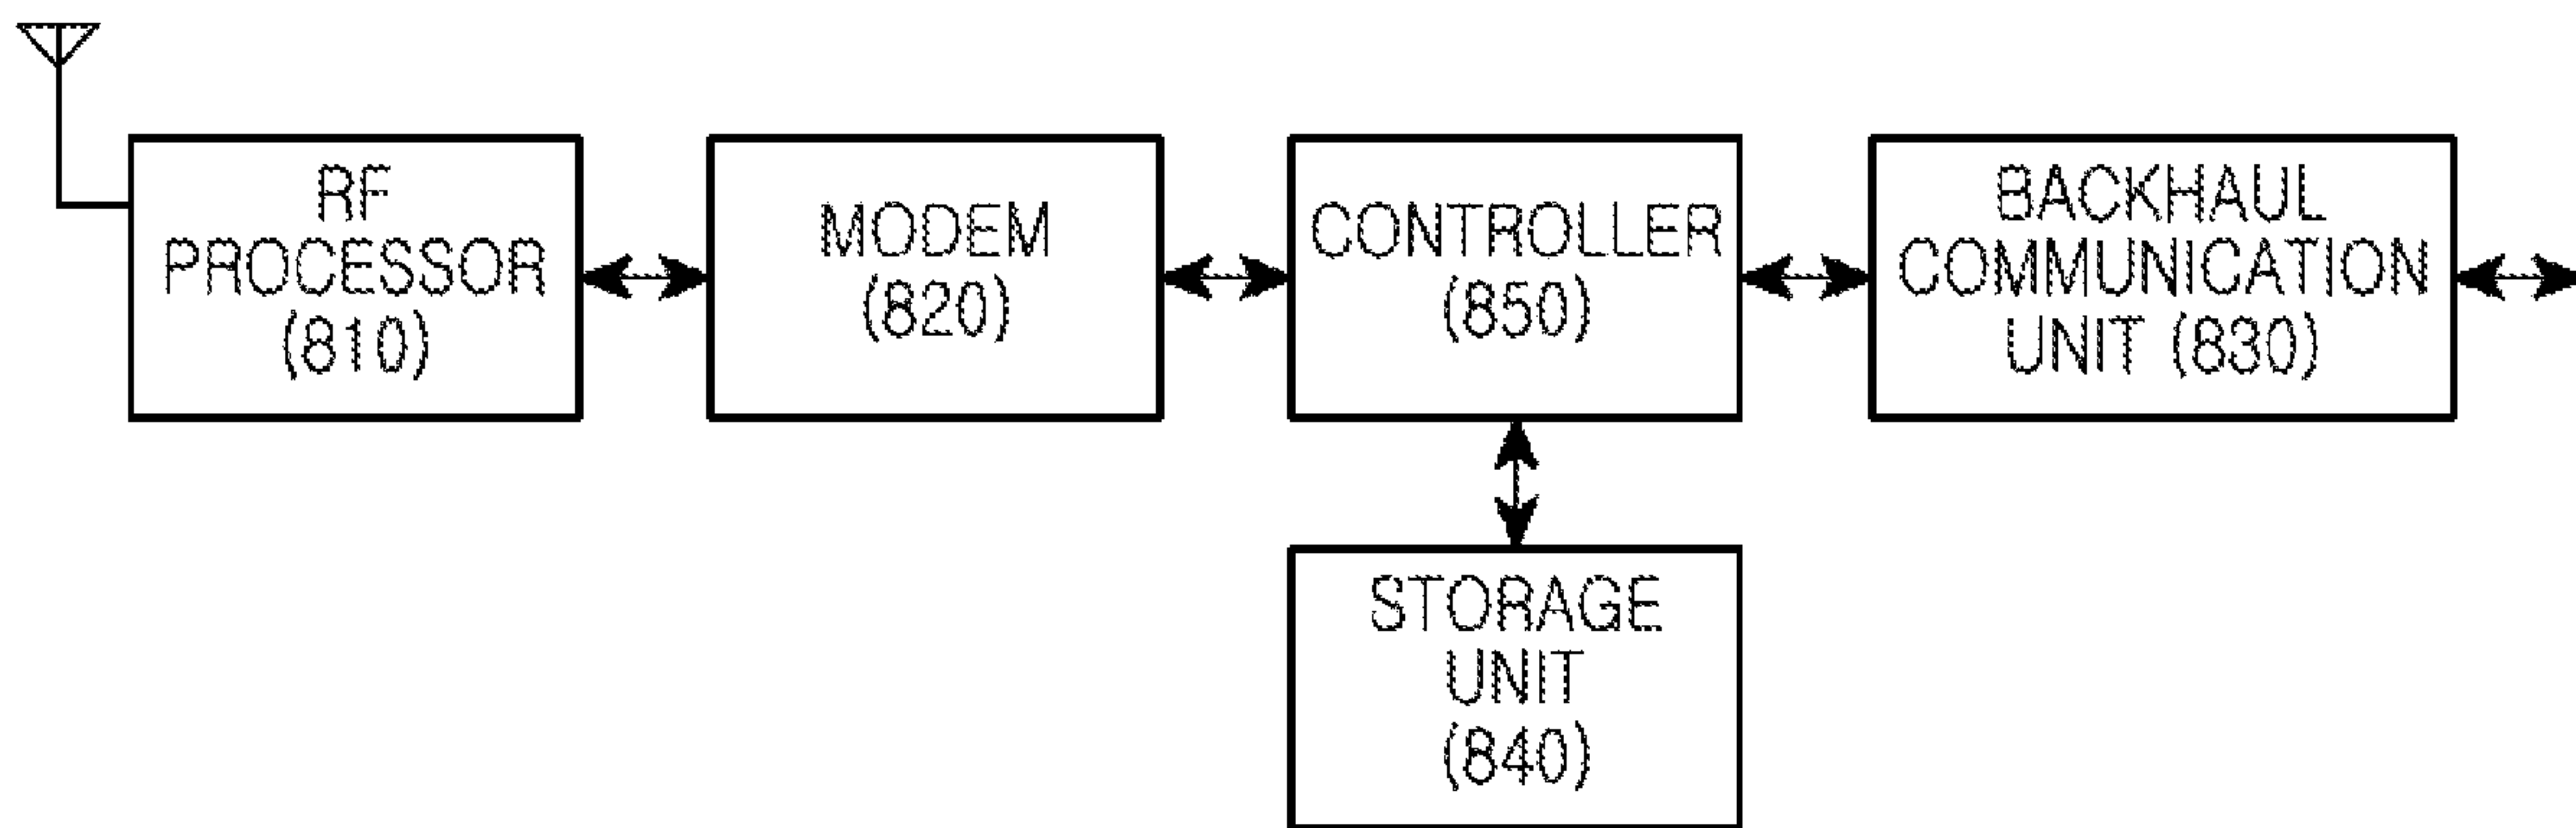 RF
PROCESSOR
(810)
MODEM
(820)
CONTROLLER
(850)
BACKHAUL
COMMUNICATION
UNIT (830)
STORAGE
UNIT
(840)